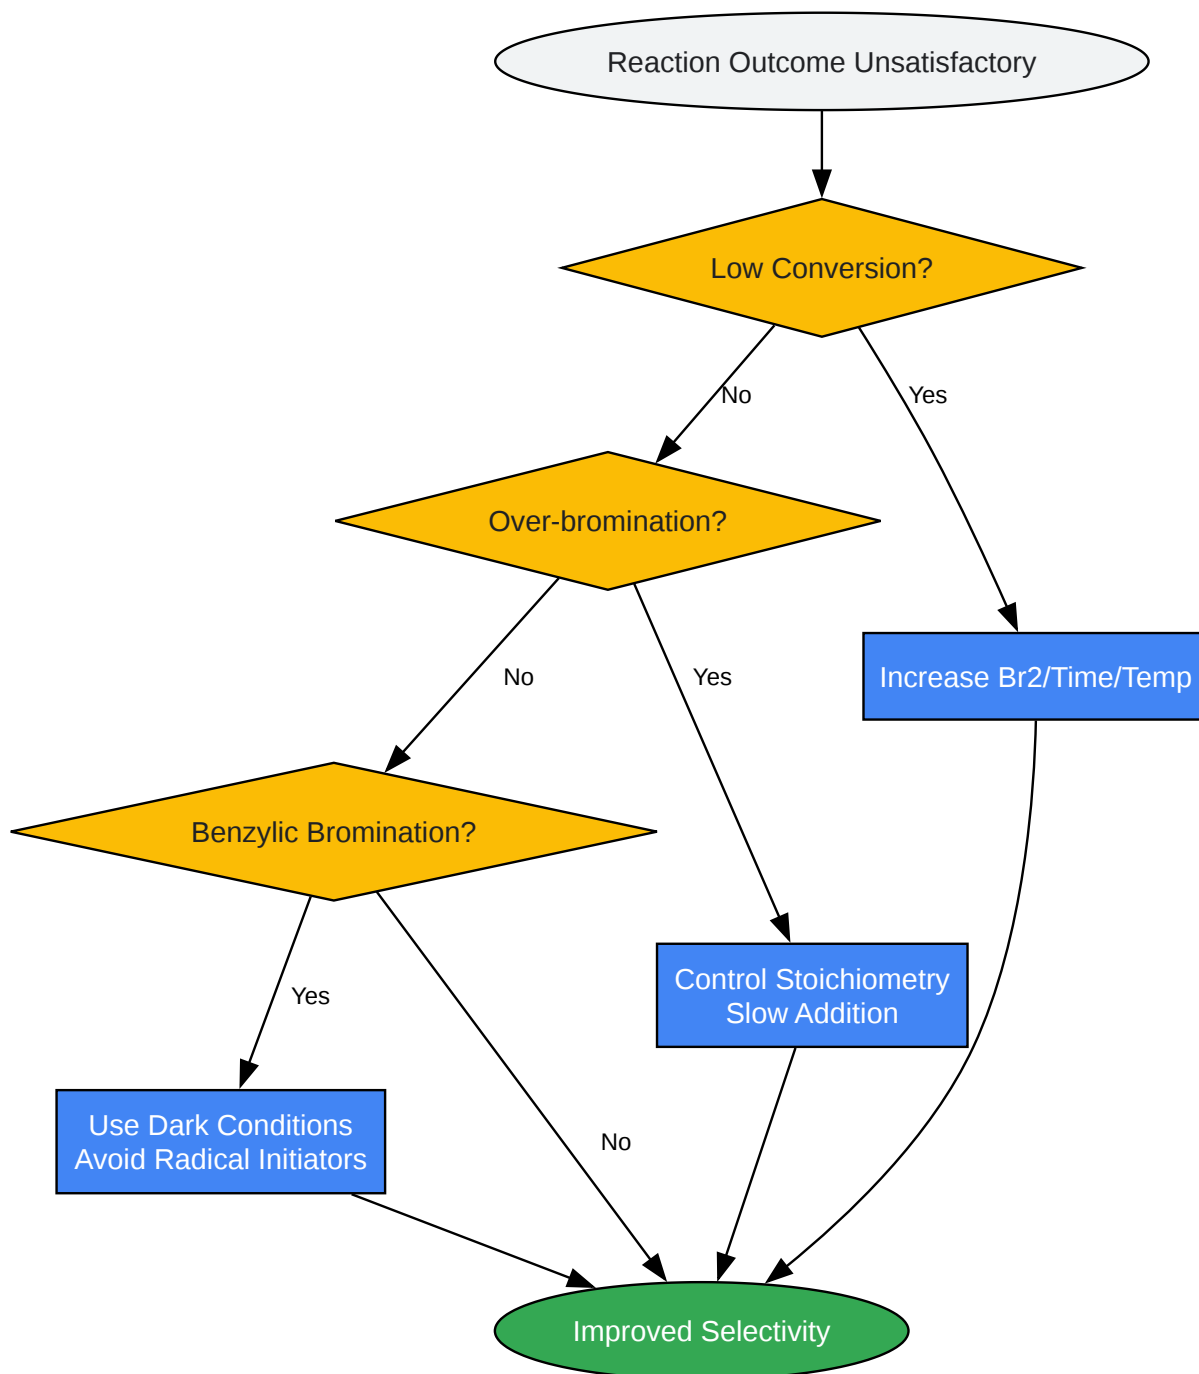 Reaction Outcome Unsatisfactory
Low Conversion?
No
Yes
Over-bromination?
No
Yes
Increase Br2/Time/Temp
Benzylic Bromination?
Control Stoichiometry
Slow Addition
Yes
Use Dark Conditions
Avoid Radical Initiators
No
Improved Selectivity